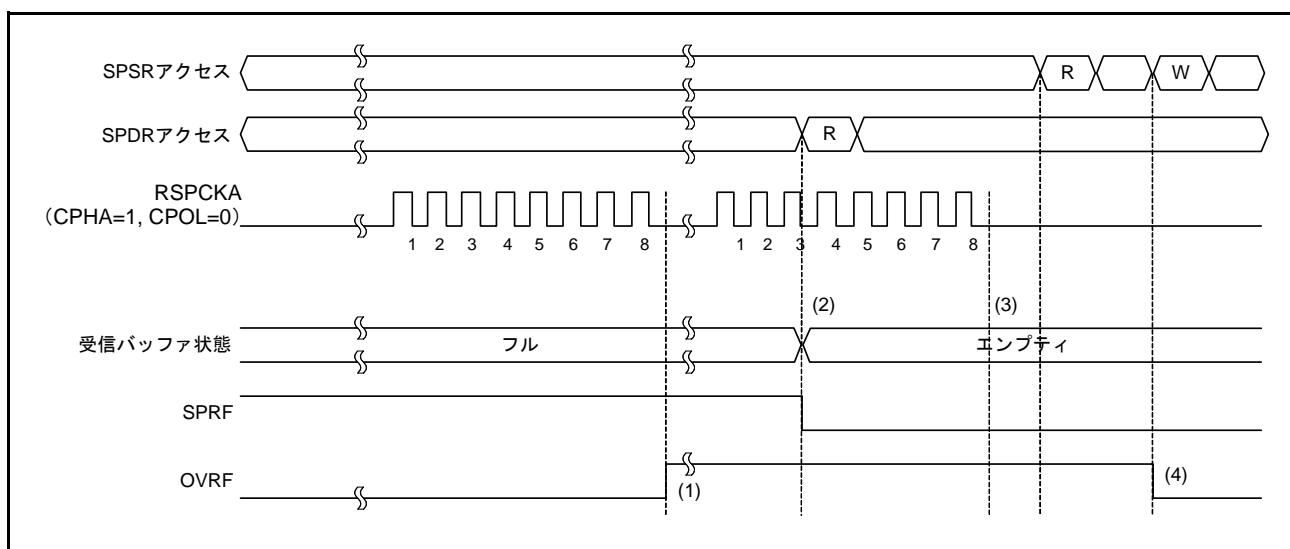 SPSRアクセス R W
SPDRアクセス R
RSPCKA
(CPHA=1, CPOL=0)
1 2 3 4 5 6 7 8 1 2 3 4 5 6 7 8
(2) (3)
受信バッファ状態 フル エンプティ
SPRF
OVRF (1) (4)